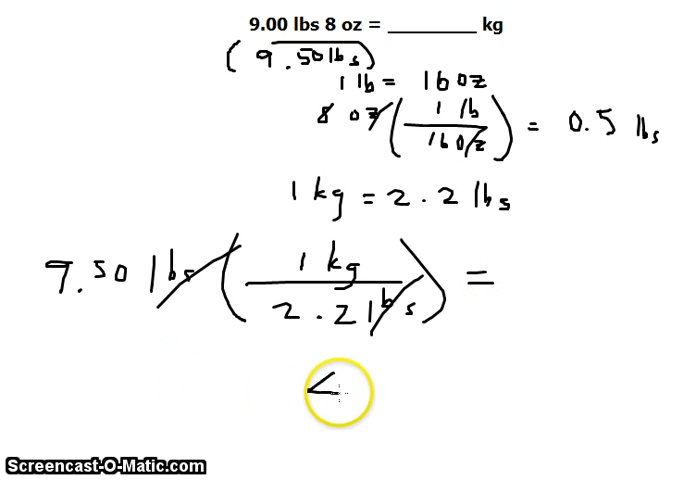 9.00 lbs 8 oz = __________ kg
( 9.50 lbs )
1 lb = 16 oz
8 oz ( 1 lb / 16 oz ) = 0.5 lbs
1 kg = 2.2 lbs
9.50 lbs ( 1 kg / 2.2 lbs ) =
Screencast-O-Matic.com